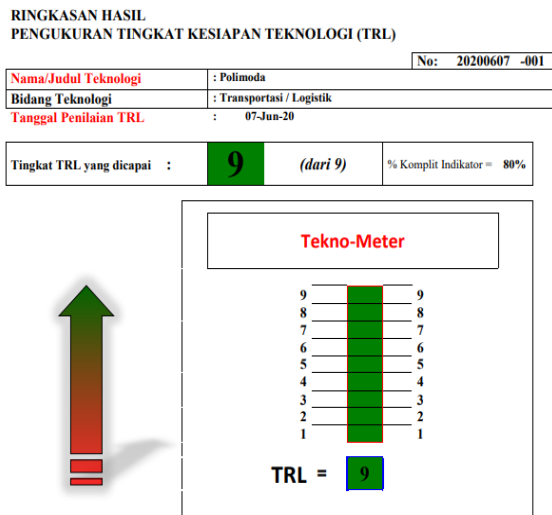 RINGKASAN HASIL
PENGUKURAN TINGKAT KESIAPAN TEKNOLOGI (TRL)
No: 20200607 -001
Nama/Judul Teknologi : Polimoda
Bidang Teknologi : Transportasi / Logistik
Tanggal Penilaian TRL : 07-Jun-20
Tingkat TRL yang dicapai : 9 (dari 9) % Komplit Indikator = 80%
Tekno-Meter
9 9
8 8
7 7
6 6
5 5
4 4
3 3
2 2
1 1
TRL = 9